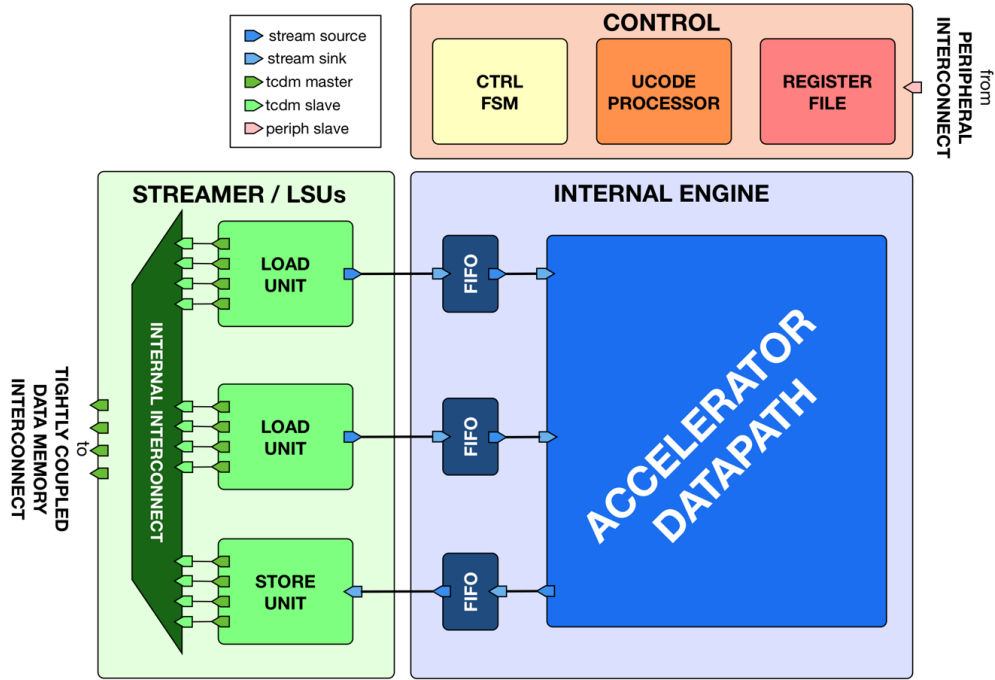 stream source
stream sink
tcdm master
tcdm slave
periph slave
CONTROL
CTRL
FSM
UCODE
PROCESSOR
REGISTER
FILE
from
PERIPHERAL
INTERCONNECT
STREAMER / LSUs
LOAD
UNIT
LOAD
UNIT
STORE
UNIT
INTERNAL INTERCONNECT
TIGHTLY COUPLED
to
DATA MEMORY
INTERCONNECT
INTERNAL ENGINE
FIFO
FIFO
FIFO
ACCELERATOR
DATAPATH